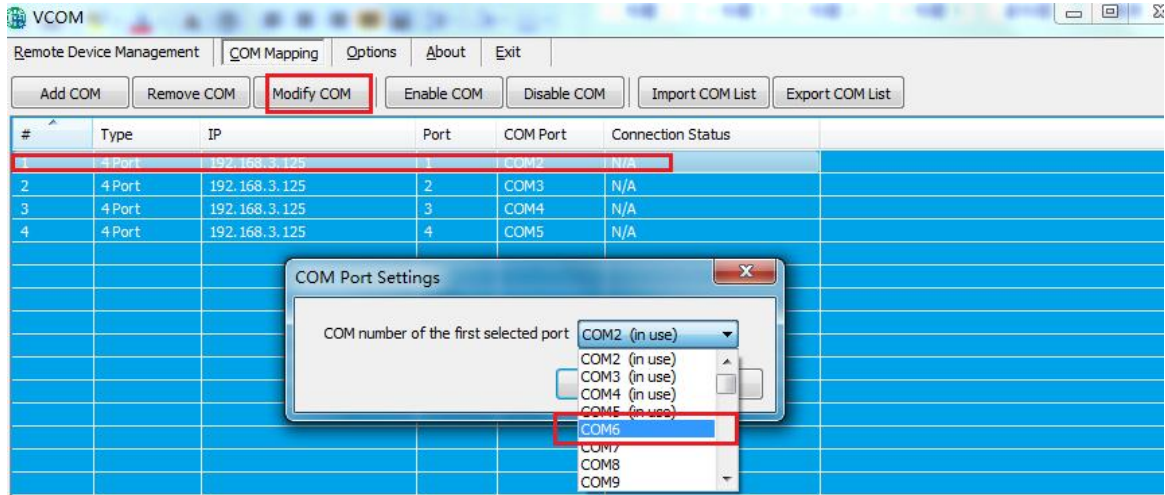 VCOM
Remote Device Management COM Mapping Options About Exit
Add COM Remove COM Modify COM Enable COM Disable COM Import COM List Export COM List
# Type IP Port COM Port Connection Status
1 4 Port 192.168.3.125 1 COM2 N/A
2 4 Port 192.168.3.125 2 COM3 N/A
3 4 Port 192.168.3.125 3 COM4 N/A
4 4 Port 192.168.3.125 4 COM5 N/A
COM Port Settings
COM number of the first selected port COM2 (in use)
COM2 (in use)
COM3 (in use)
COM4 (in use)
COM5 (in use)
COM6
COM7
COM8
COM9